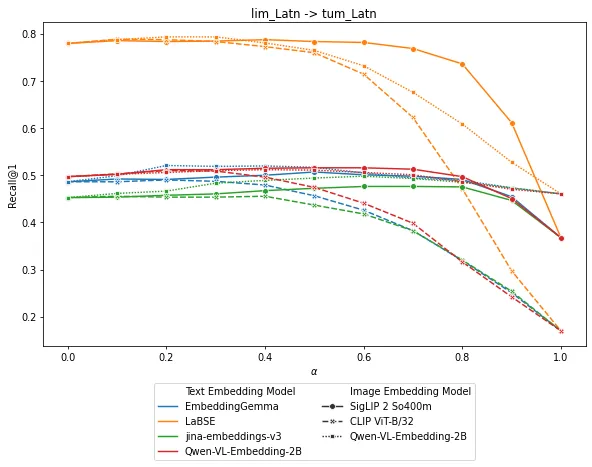 lim_Latn -> tum_Latn
Recall@1
0.8
0.7
0.6
0.5
0.4
0.3
0.2
0.0 0.2 0.4 0.6 0.8 1.0
α
Text Embedding Model Image Embedding Model
EmbeddingGemma SigLIP 2 So400m
LaBSE CLIP ViT-B/32
jina-embeddings-v3 Qwen-VL-Embedding-2B
Qwen-VL-Embedding-2B